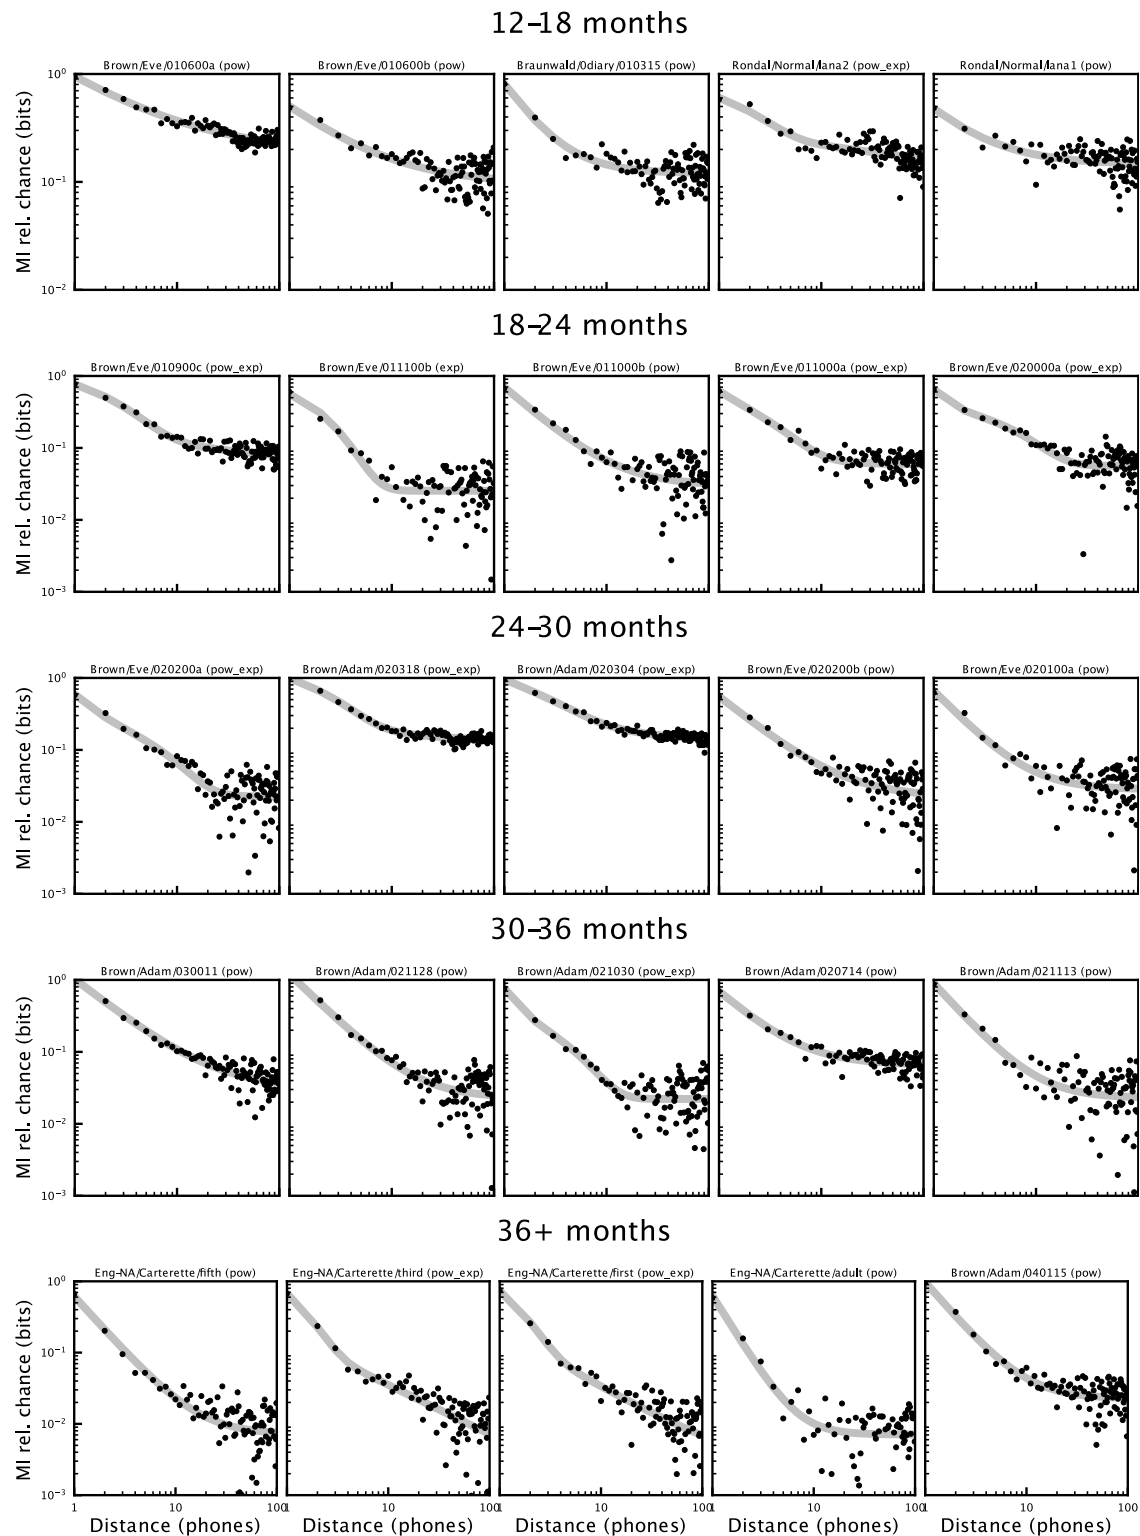 12–18 months
Brown/Eve/010600a (pow) Brown/Eve/010600b (pow) Braunwald/0diary/010315 (pow) Rondal/Normal/lana2 (pow_exp) Rondal/Normal/lana1 (pow)
MI rel. chance (bits)
10⁰
10⁻¹
10⁻²
18–24 months
Brown/Eve/010900c (pow_exp) Brown/Eve/011100b (exp) Brown/Eve/011000b (pow) Brown/Eve/011000a (pow_exp) Brown/Eve/020000a (pow_exp)
MI rel. chance (bits)
10⁰
10⁻¹
10⁻²
10⁻³
24–30 months
Brown/Eve/020200a (pow_exp) Brown/Adam/020318 (pow_exp) Brown/Adam/020304 (pow_exp) Brown/Eve/020200b (pow) Brown/Eve/020100a (pow)
MI rel. chance (bits)
10⁰
10⁻¹
10⁻²
10⁻³
30–36 months
Brown/Adam/030011 (pow) Brown/Adam/021128 (pow) Brown/Adam/021030 (pow_exp) Brown/Adam/020714 (pow) Brown/Adam/021113 (pow)
MI rel. chance (bits)
10⁰
10⁻¹
10⁻²
10⁻³
36+ months
Eng–NA/Carterette/fifth (pow) Eng–NA/Carterette/third (pow_exp) Eng–NA/Carterette/first (pow_exp) Eng–NA/Carterette/adult (pow) Brown/Adam/040115 (pow)
MI rel. chance (bits)
10⁰
10⁻¹
10⁻²
10⁻³
1 10 100 10 100 10 100 10 100 10 100
Distance (phones) Distance (phones) Distance (phones) Distance (phones) Distance (phones)